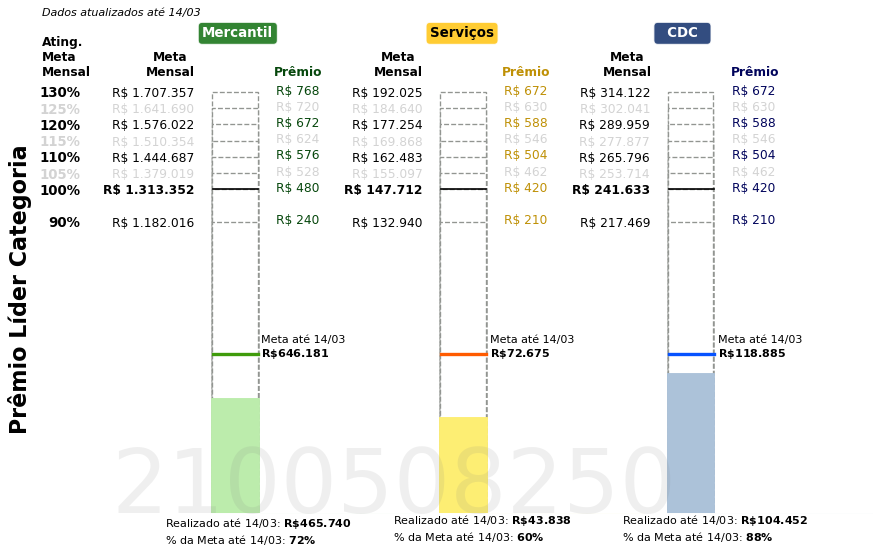 Dados atualizados até 14/03
Mercantil Serviços CDC
Ating.
Meta
Mensal
Meta
Mensal Prêmio Meta
Mensal Prêmio Meta
Mensal Prêmio
130% R$ 1.707.357 R$ 768 R$ 192.025 R$ 672 R$ 314.122 R$ 672
125% R$ 1.641.690 R$ 720 R$ 184.640 R$ 630 R$ 302.041 R$ 630
120% R$ 1.576.022 R$ 672 R$ 177.254 R$ 588 R$ 289.959 R$ 588
115% R$ 1.510.354 R$ 624 R$ 169.868 R$ 546 R$ 277.877 R$ 546
110% R$ 1.444.687 R$ 576 R$ 162.483 R$ 504 R$ 265.796 R$ 504
105% R$ 1.379.019 R$ 528 R$ 155.097 R$ 462 R$ 253.714 R$ 462
100% R$ 1.313.352 R$ 480 R$ 147.712 R$ 420 R$ 241.633 R$ 420
90% R$ 1.182.016 R$ 240 R$ 132.940 R$ 210 R$ 217.469 R$ 210
Prêmio Líder Categoria
Meta até 14/03 Meta até 14/03 Meta até 14/03
R$646.181 R$72.675 R$118.885
2100508250
Realizado até 14/03: R$465.740 Realizado até 14/03: R$43.838 Realizado até 14/03: R$104.452
% da Meta até 14/03: 72% % da Meta até 14/03: 60% % da Meta até 14/03: 88%